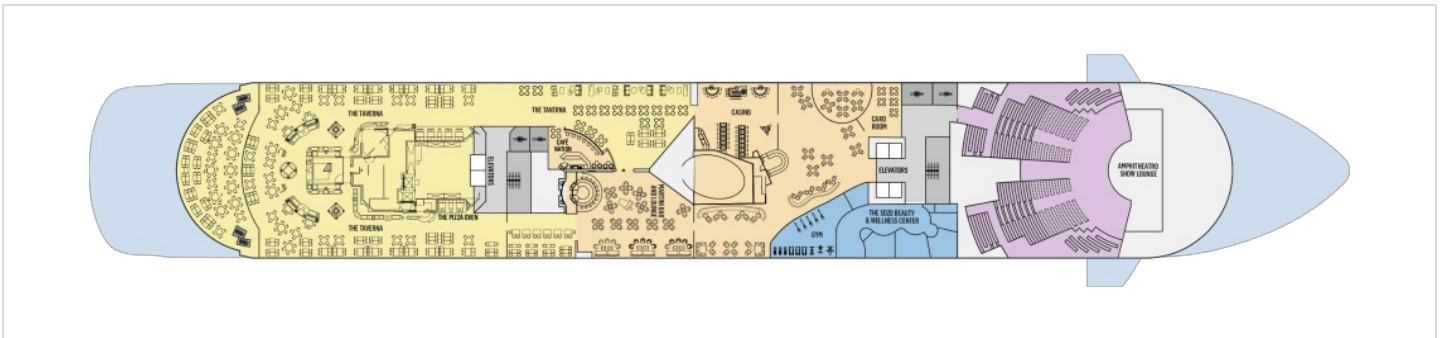 THE TAVERNA
THE TAVERNA
CASINO
CARD
ROOM
CAFE
NATION
ELEVATORS
ELEVATORS
AMPHITHEATRO
SHOW LOUNGE
MARTINI BAR
AND LOUNGE
THE PIZZA OVEN
THE SOZO BEAUTY
& WELLNESS CENTER
THE TAVERNA
GYM